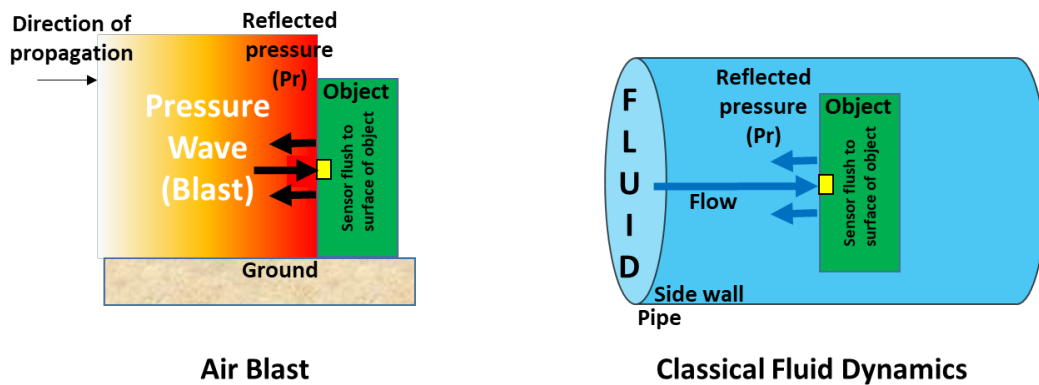 Direction of
propagation
Reflected
pressure
(Pr)
Pressure
Wave
(Blast)
Object
Sensor flush to
surface of object
Ground
Air Blast
FLUID
Reflected
pressure
(Pr)
Object
Sensor flush to
surface of object
Flow
Side wall
Pipe
Classical Fluid Dynamics